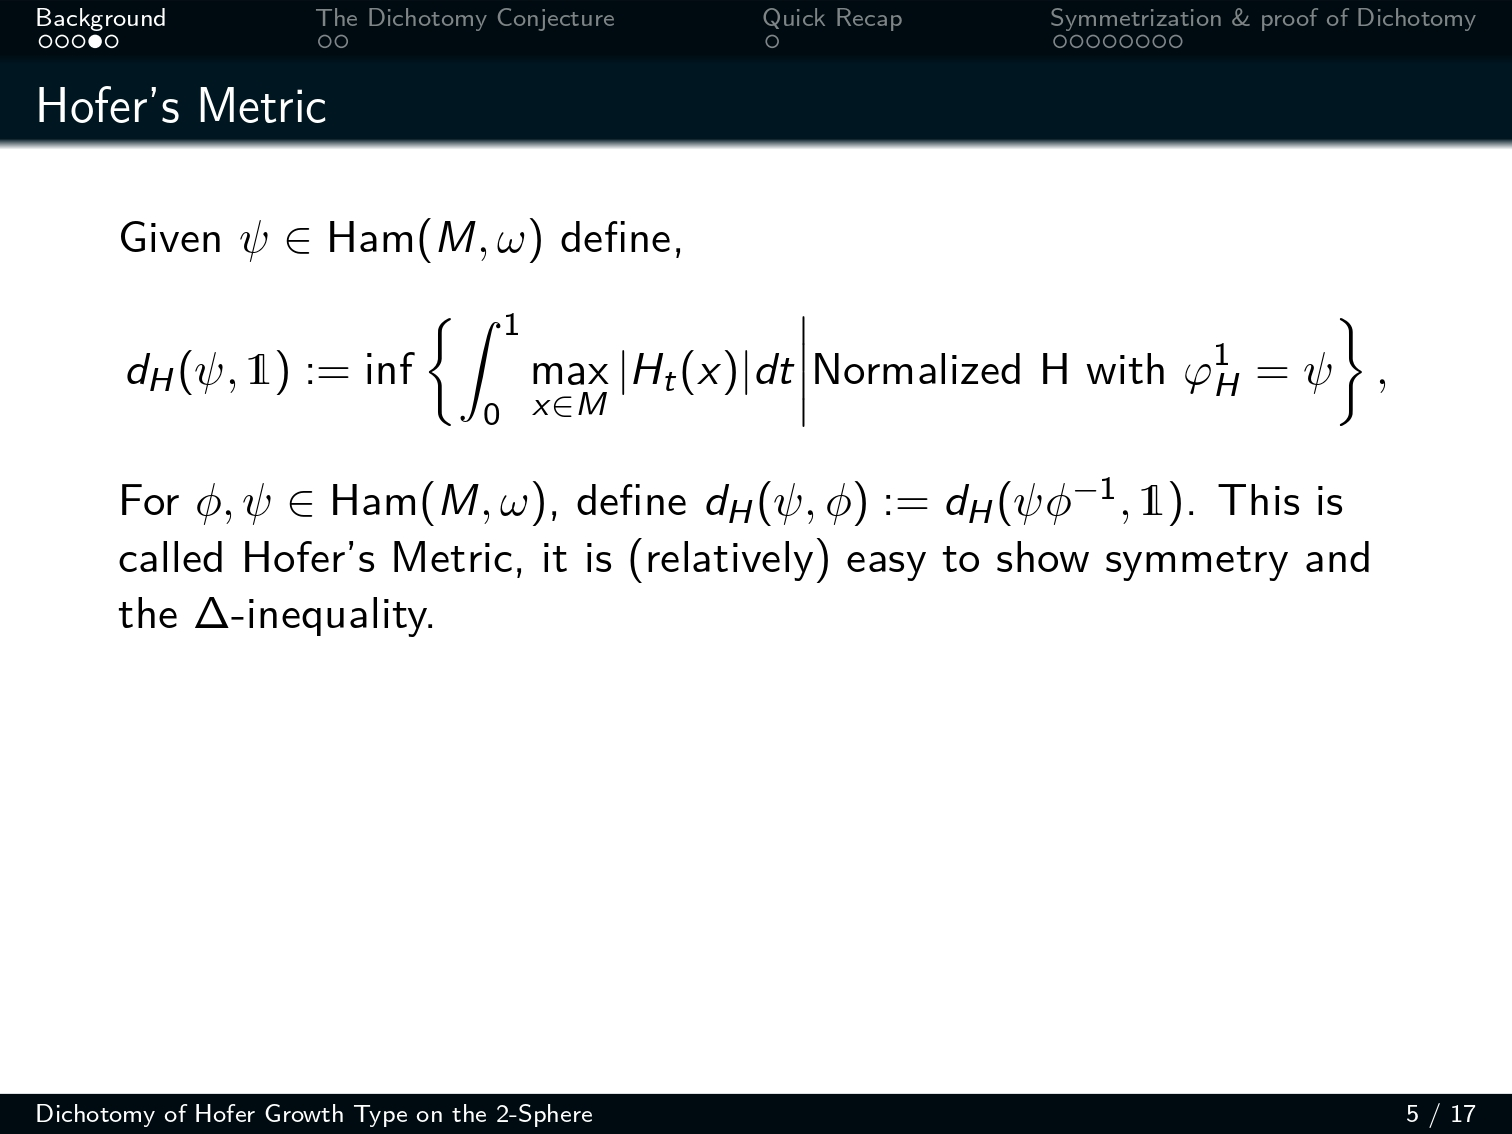 Background The Dichotomy Conjecture Quick Recap Symmetrization & proof of Dichotomy
Hofer's Metric
Given ψ ∈ Ham(M, ω) define,
d_H(ψ, 𝟙) := inf { ∫_0^1 max_{x∈M} |H_t(x)|dt | Normalized H with φ_H^1 = ψ } ,
For ϕ, ψ ∈ Ham(M, ω), define d_H(ψ, ϕ) := d_H(ψϕ^{−1}, 𝟙). This is
called Hofer's Metric, it is (relatively) easy to show symmetry and
the Δ-inequality.
Dichotomy of Hofer Growth Type on the 2-Sphere 5 / 17